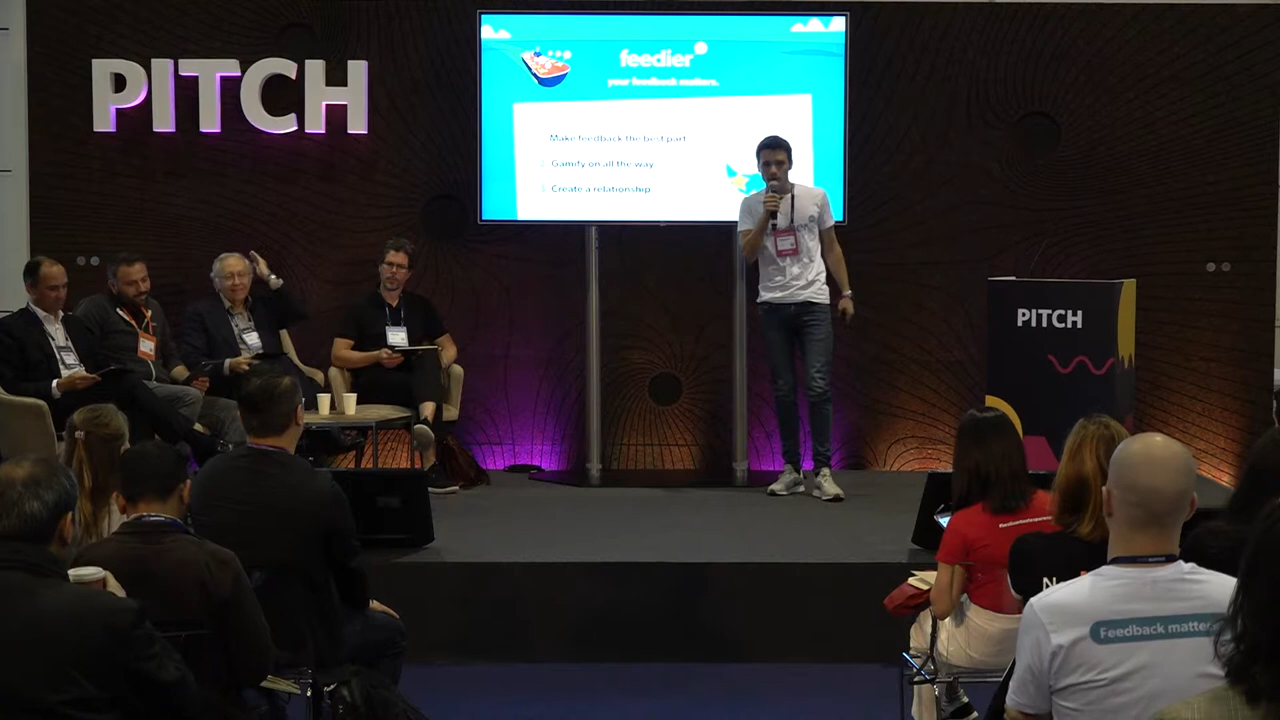 PITCH
feedier
your feedback matters.
Make feedback the best part
2. Gamify on all the way
3. Create a relationship
PITCH
Feedback matter